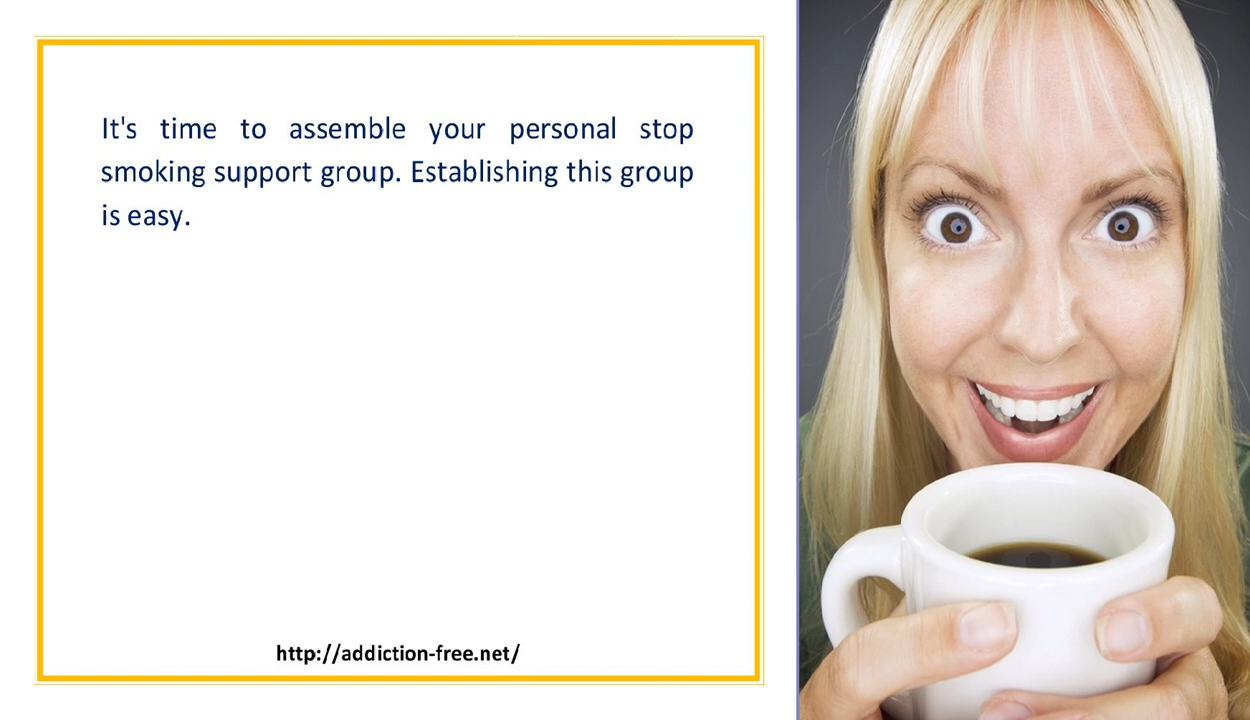 It's time to assemble your personal stop
smoking support group. Establishing this group
is easy.
http://addiction-free.net/